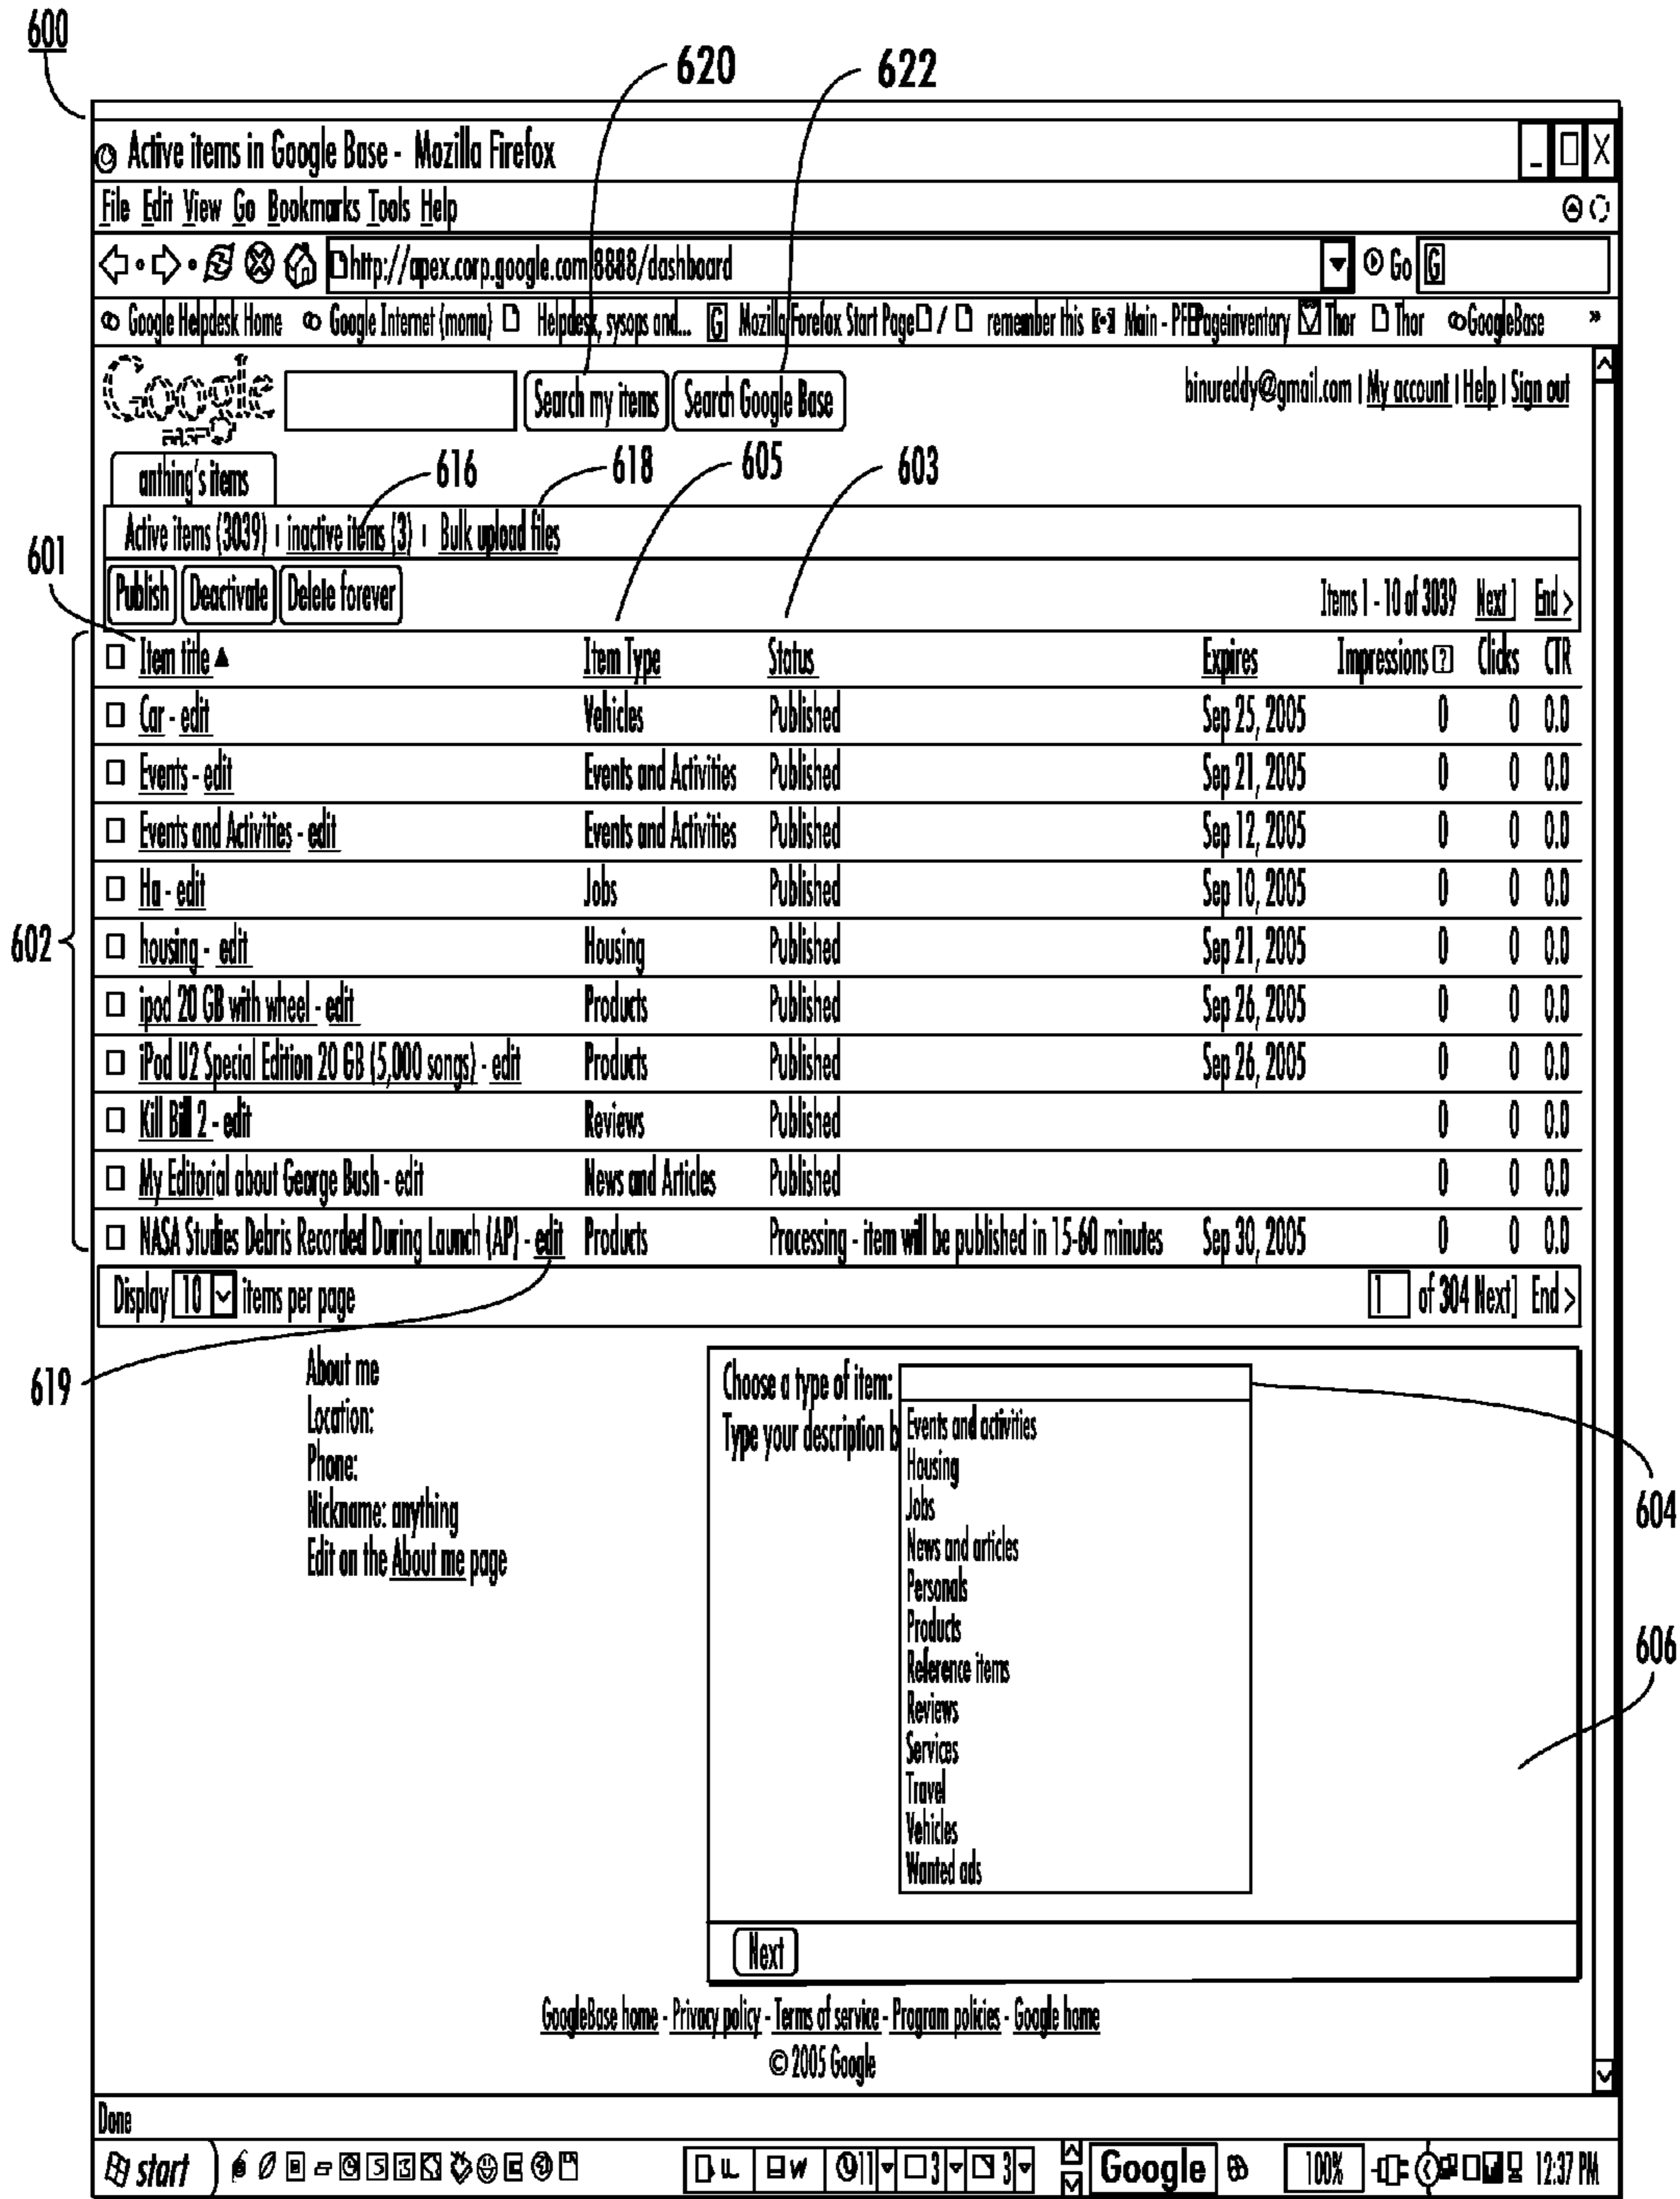 600
620
622
Active items in Google Base - Mozilla Firefox
File Edit View Go Bookmarks Tools Help
http://apex.corp.google.com:8888/dashboard
Go G
Google Helpdesk Home Google Internet (moma) Helpdesk, sysops and... G Mozilla Forefox Start Page / remember this Main - PFEPageinventory Thor Thor GoogleBase »
Google Search my items Search Google Base binureddy@gmail.com | My account | Help | Sign out
616 618 605 603
anthing's items
Active items (3039) | inactive items (3) | Bulk upload files
601
Publish Deactivate Delete forever Items 1 - 10 of 3039 Next] End >
Item title ▲ Item Type Status Expires Impressions ? Clicks CTR
Car - edit Vehicles Published Sep 25, 2005 0 0 0.0
Events - edit Events and Activities Published Sep 21, 2005 0 0 0.0
Events and Activities - edit Events and Activities Published Sep 12, 2005 0 0 0.0
Ha - edit Jobs Published Sep 10, 2005 0 0 0.0
602
housing - edit Housing Published Sep 21, 2005 0 0 0.0
ipod 20 GB with wheel - edit Products Published Sep 26, 2005 0 0 0.0
iPod U2 Special Edition 20 GB (5,000 songs) - edit Products Published Sep 26, 2005 0 0 0.0
Kill Bill 2 - edit Reviews Published 0 0 0.0
My Editorial about George Bush - edit News and Articles Published 0 0 0.0
NASA Studies Debris Recorded During Launch (AP) - edit Products Processing - item will be published in 15-60 minutes Sep 30, 2005 0 0 0.0
Display 10 items per page 1 of 304 Next] End >
619
About me
Location:
Phone:
Nickname: anything
Edit on the About me page
Choose a type of item:
Type your description b
Events and activities
Housing
Jobs
News and articles
Personals
Products
Reference items
Reviews
Services
Travel
Vehicles
Wanted ads
604
606
Next
GoogleBase home - Privacy policy - Terms of service - Program policies - Google home
© 2005 Google
Done
start W 11 3 3 Google 100% 12:37 PM